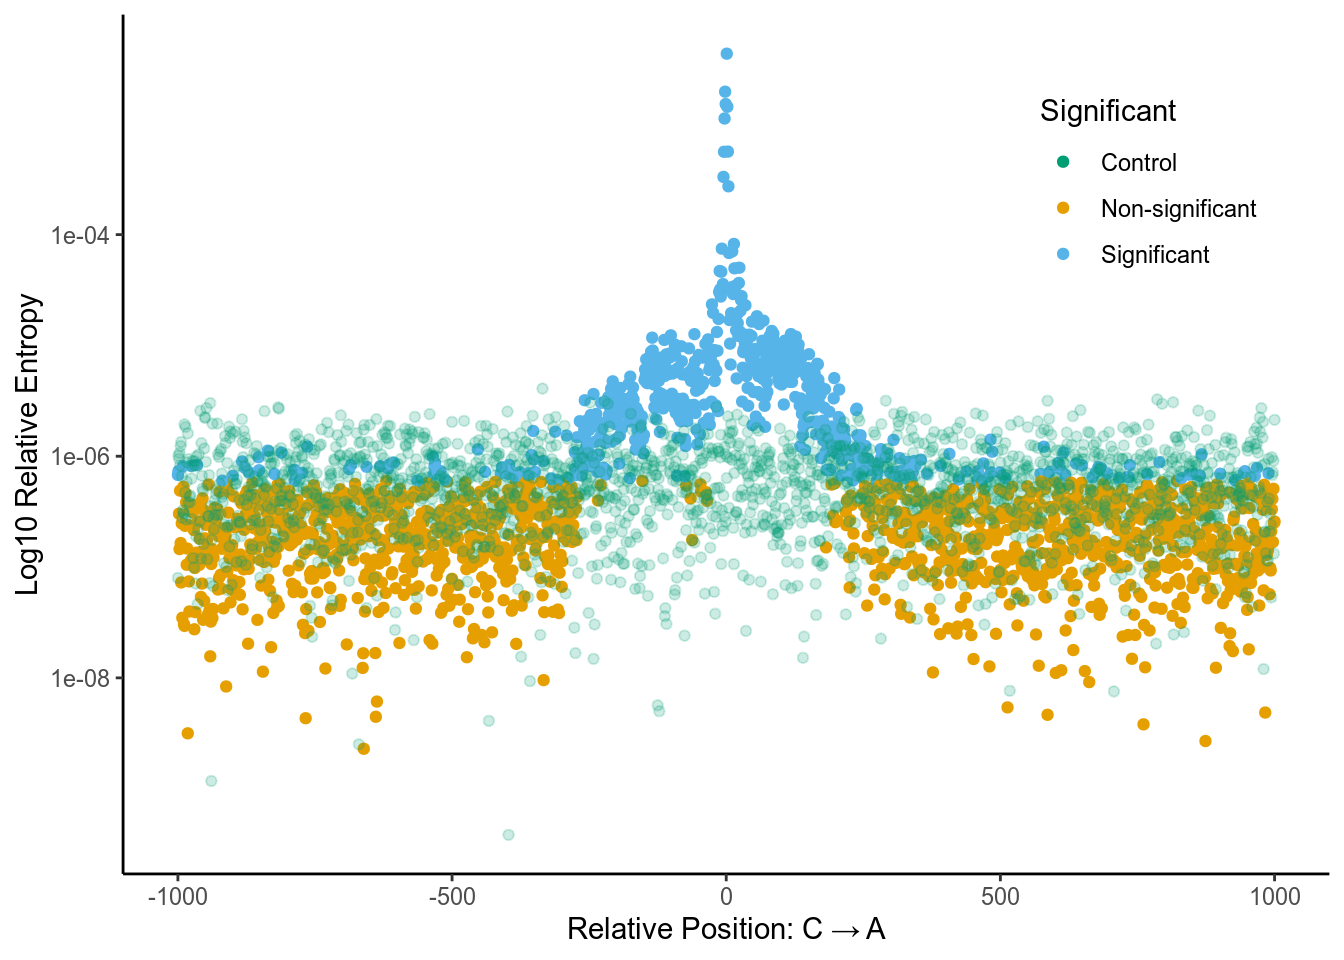 Significant
Control
Non-significant
Significant
Log10 Relative Entropy
1e-04
1e-06
1e-08
-1000
-500
0
500
1000
Relative Position: C → A